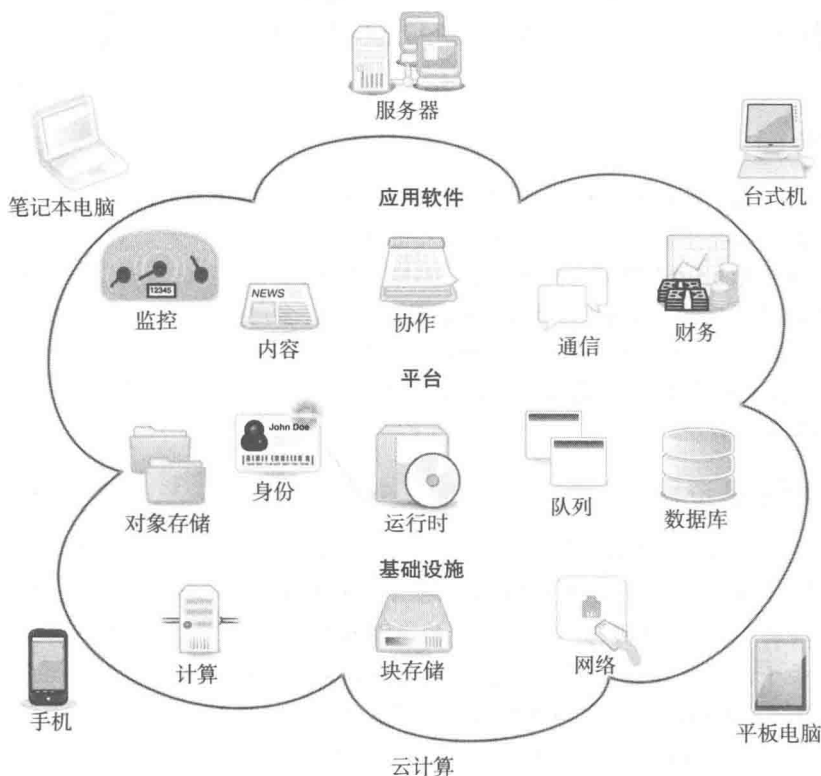 服务器
笔记本电脑
台式机
应用软件
12345
监控
NEWS
内容
协作
通信
财务
平台
John Doe
对象存储
身份
运行时
队列
数据库
基础设施
计算
块存储
网络
手机
平板电脑
云计算